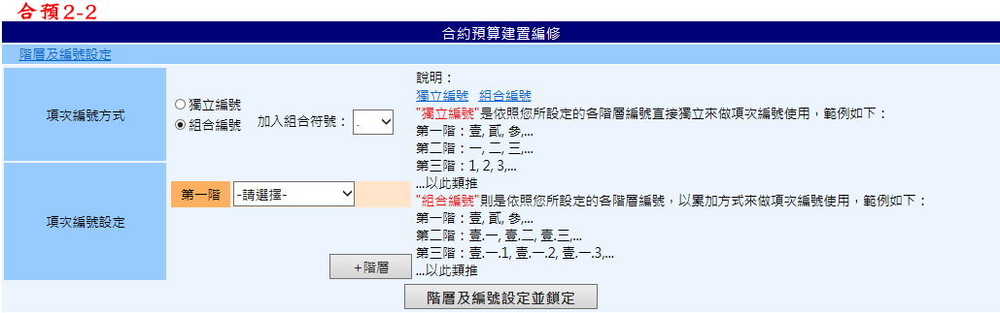 合預2-2
合約預算建置編修
階層及編號設定
項次編號方式
獨立編號
組合編號
加入組合符號：
.
項次編號設定
第一階
-請選擇-
+階層
說明：
獨立編號 組合編號
"獨立編號"是依照您所設定的各階層編號直接獨立來做項次編號使用，範例如下：
第一階：壹, 貳, 參,...
第二階：一, 二, 三,...
第三階：1, 2, 3,...
...以此類推
"組合編號"則是依照您所設定的各階層編號，以累加方式來做項次編號使用，範例如下：
第一階：壹, 貳, 參,...
第二階：壹.一, 壹.二, 壹.三,...
第三階：壹.一.1, 壹.一.2, 壹.一.3,...
...以此類推
階層及編號設定並鎖定